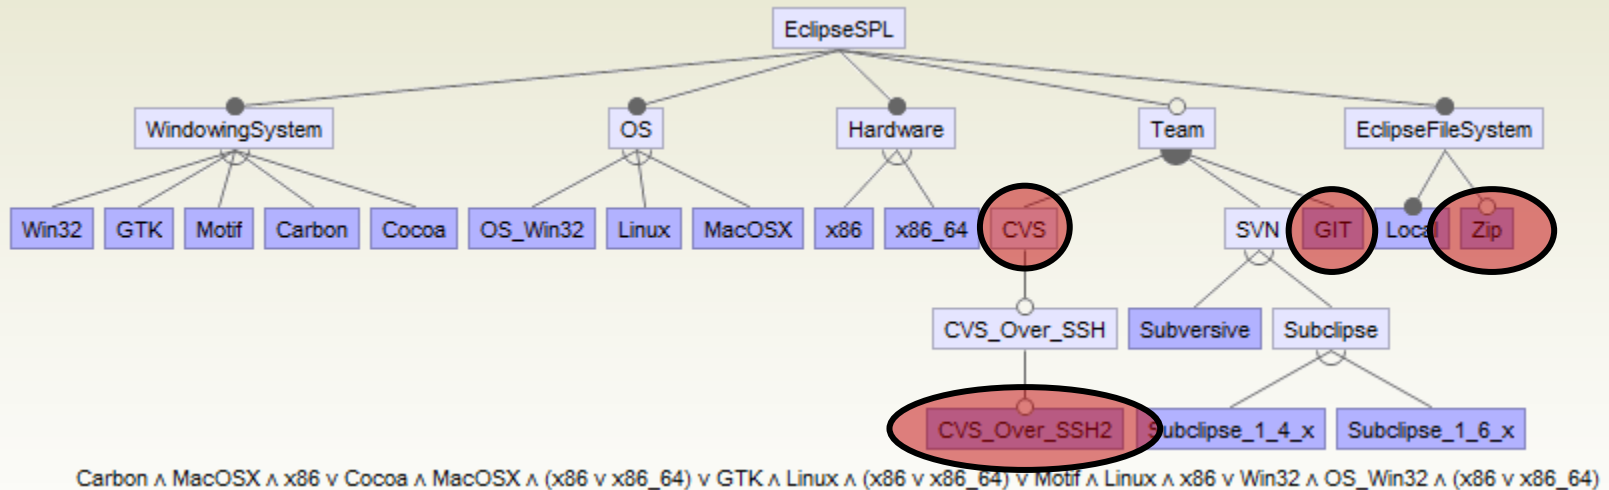 EclipseSPL
WindowingSystem OS Hardware Team EclipseFileSystem
Win32 GTK Motif Carbon Cocoa OS_Win32 Linux MacOSX x86 x86_64 CVS SVN GIT Local Zip
CVS_Over_SSH Subversive Subclipse
CVS_Over_SSH2 Subclipse_1_4_x Subclipse_1_6_x
Carbon ∧ MacOSX ∧ x86 ∨ Cocoa ∧ MacOSX ∧ (x86 ∨ x86_64) ∨ GTK ∧ Linux ∧ (x86 ∨ x86_64) ∨ Motif ∧ Linux ∧ x86 ∨ Win32 ∧ OS_Win32 ∧ (x86 ∨ x86_64)